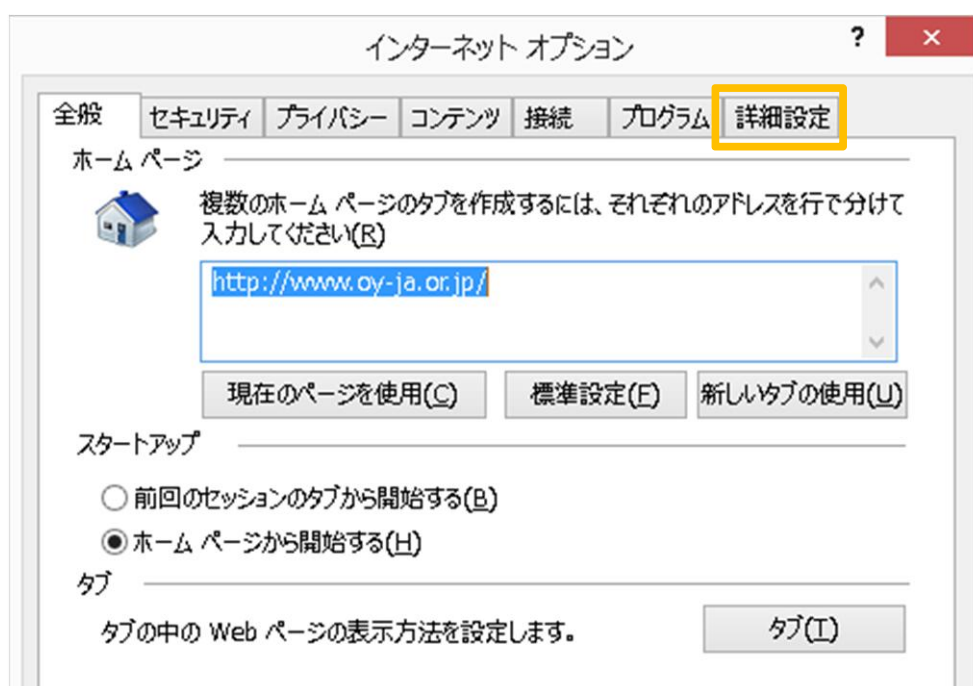 インターネット オプション ? ×
全般 セキュリティ プライバシー コンテンツ 接続 プログラム 詳細設定
ホーム ページ
複数のホーム ページのタブを作成するには、それぞれのアドレスを行で分けて
入力してください(R)
http://www.oy-ja.or.jp/
現在のページを使用(C) 標準設定(F) 新しいタブの使用(U)
スタートアップ
前回のセッションのタブから開始する(B)
ホーム ページから開始する(H)
タブ
タブの中の Web ページの表示方法を設定します。 タブ(T)